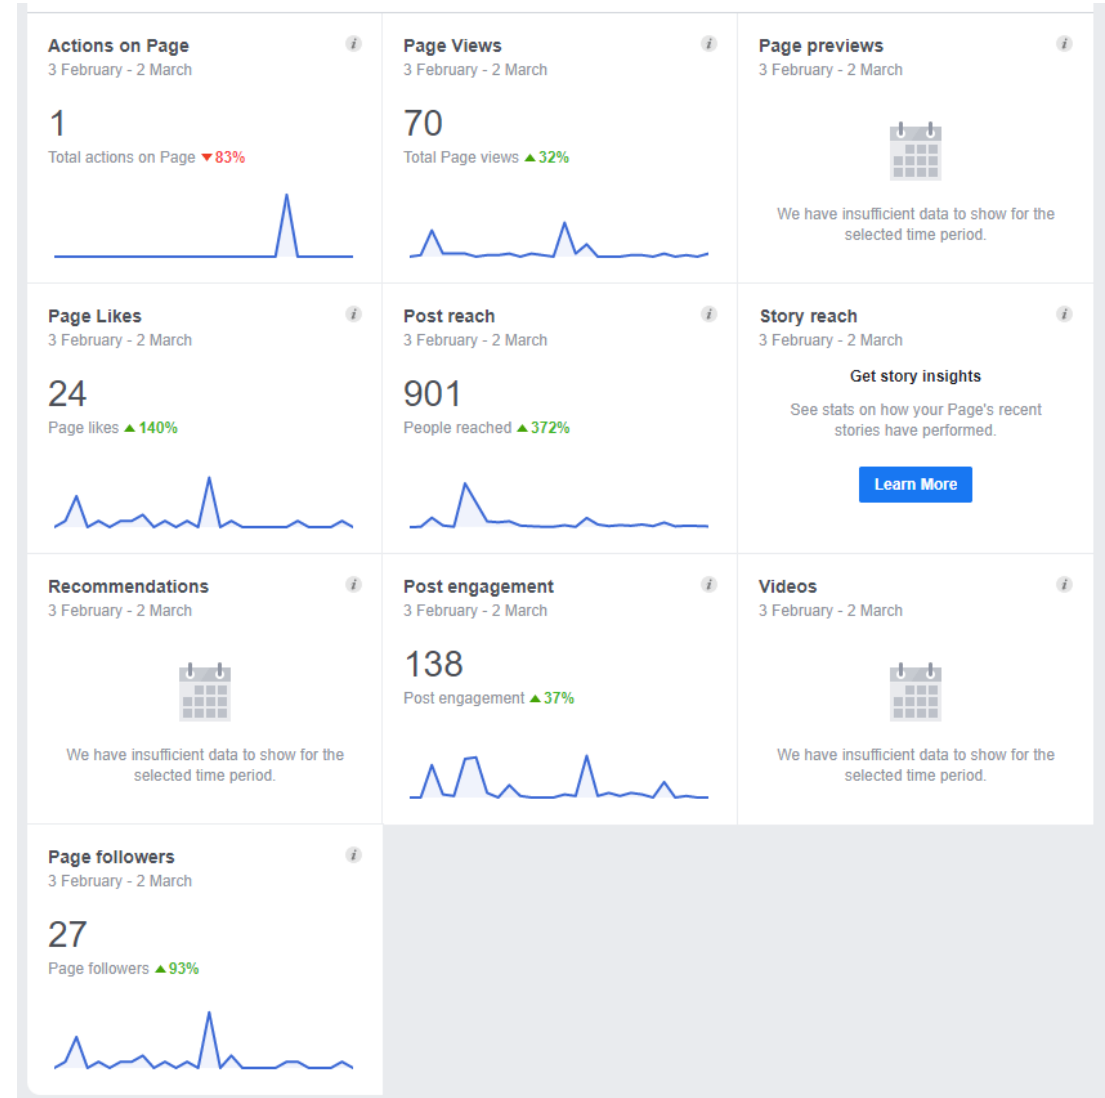 Actions on Page
3 February - 2 March
1
Total actions on Page ▼83%
Page Views
3 February - 2 March
70
Total Page views ▲32%
Page previews
3 February - 2 March
We have insufficient data to show for the
selected time period.
Page Likes
3 February - 2 March
24
Page likes ▲140%
Post reach
3 February - 2 March
901
People reached ▲372%
Story reach
3 February - 2 March
Get story insights
See stats on how your Page's recent
stories have performed.
Learn More
Recommendations
3 February - 2 March
We have insufficient data to show for the
selected time period.
Post engagement
3 February - 2 March
138
Post engagement ▲37%
Videos
3 February - 2 March
We have insufficient data to show for the
selected time period.
Page followers
3 February - 2 March
27
Page followers ▲93%